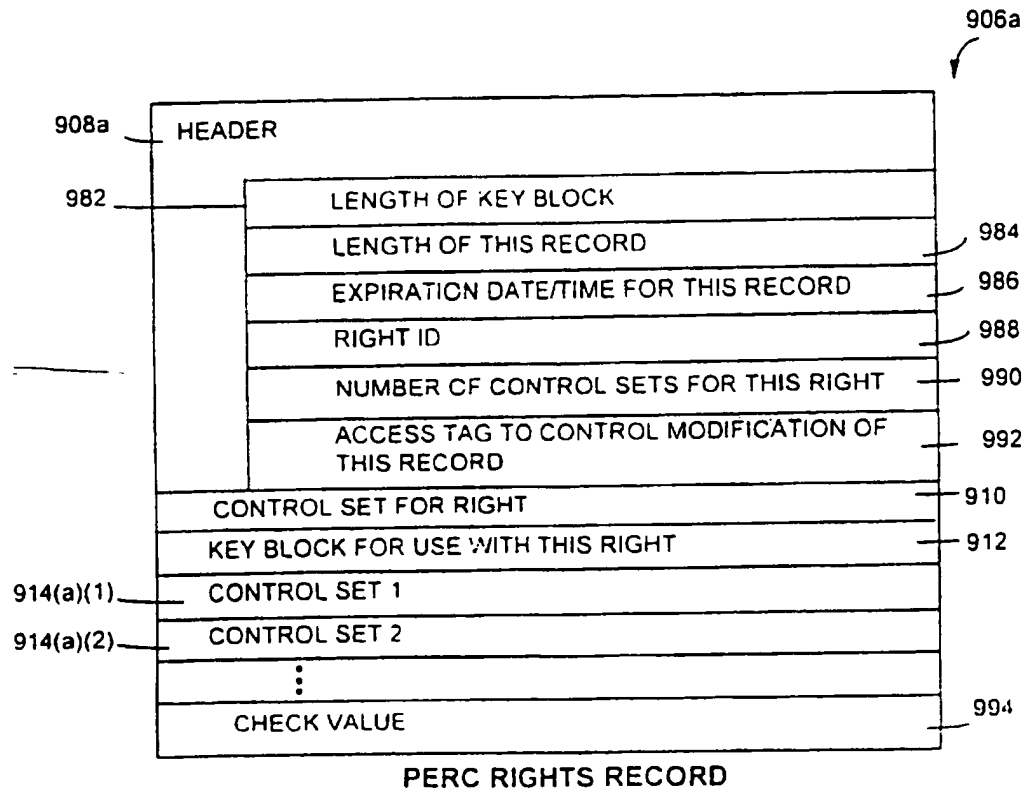 906a
908a HEADER
982 LENGTH OF KEY BLOCK
LENGTH OF THIS RECORD 984
EXPIRATION DATE/TIME FOR THIS RECORD 986
RIGHT ID 988
NUMBER CF CONTROL SETS FOR THIS RIGHT 990
ACCESS TAG TO CONTROL MODIFICATION OF 992
THIS RECORD
CONTROL SET FOR RIGHT 910
KEY BLOCK FOR USE WITH THIS RIGHT 912
914(a)(1) CONTROL SET 1
914(a)(2) CONTROL SET 2
CHECK VALUE 994
PERC RIGHTS RECORD